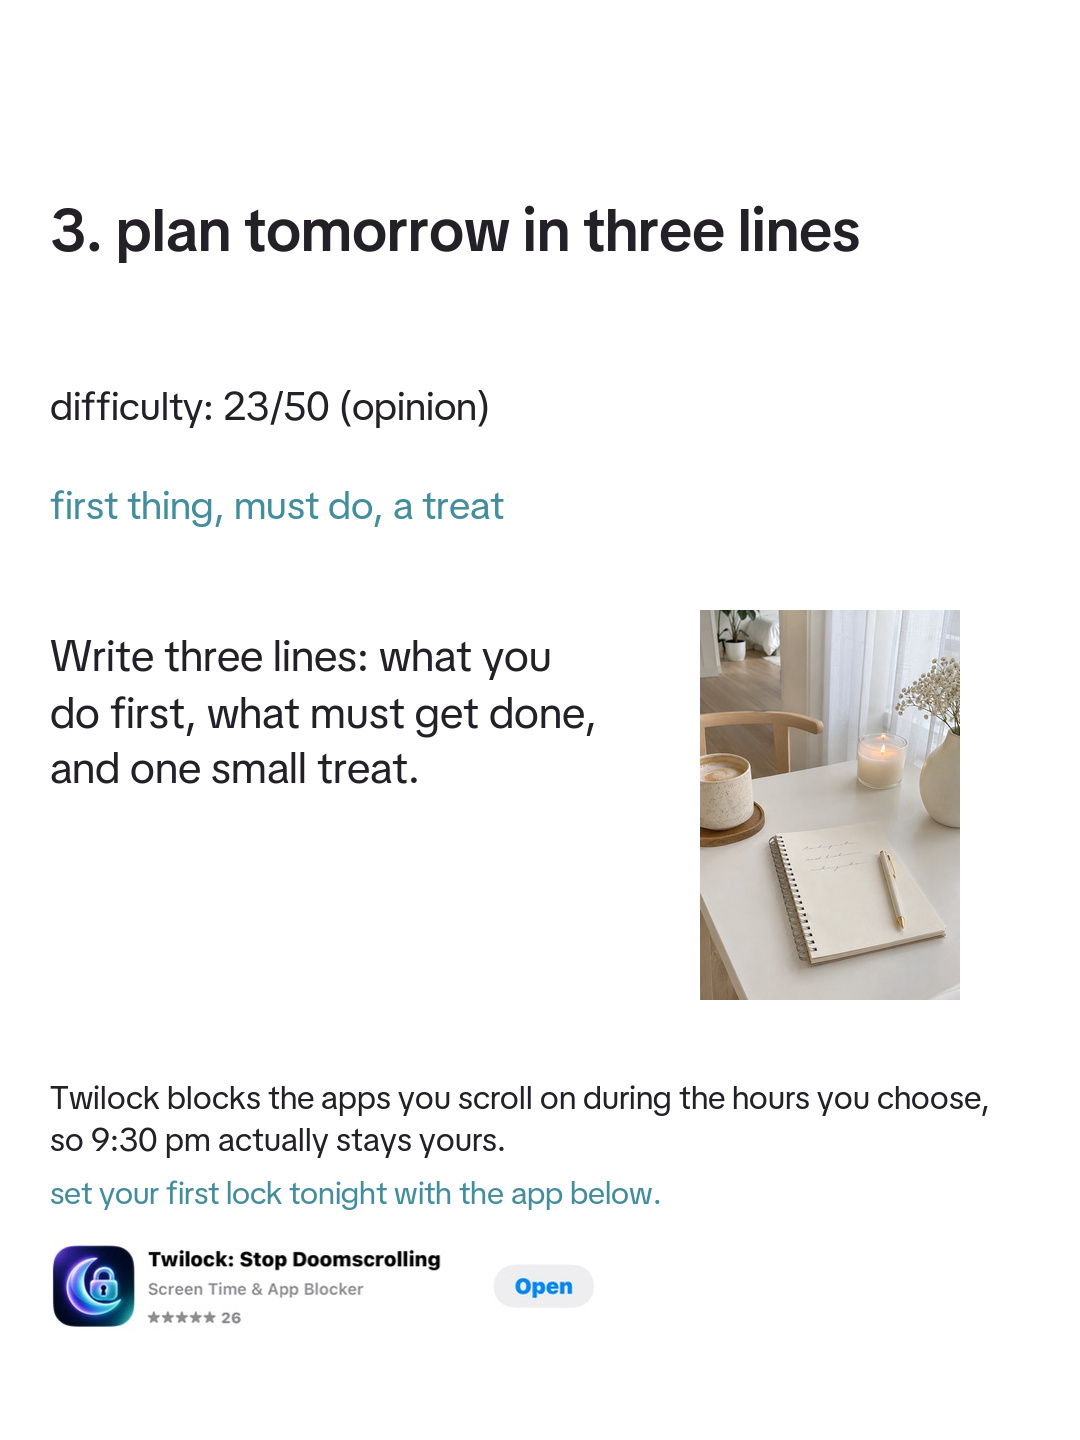 3. plan tomorrow in three lines
difficulty: 23/50 (opinion)
first thing, must do, a treat
Write three lines: what you
do first, what must get done,
and one small treat.
Twilock blocks the apps you scroll on during the hours you choose,
so 9:30 pm actually stays yours.
set your first lock tonight with the app below.
Twilock: Stop Doomscrolling
Screen Time & App Blocker
★★★★★ 26
Open